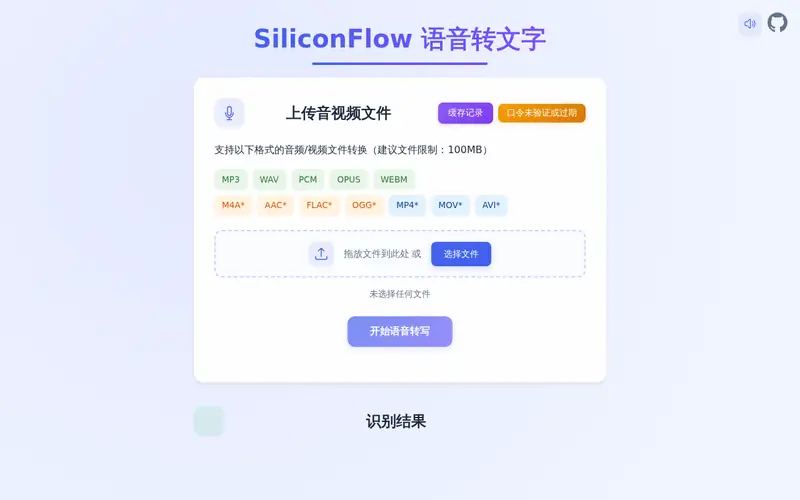 SiliconFlow 语音转文字
上传音视频文件
缓存记录
口令未验证或过期
支持以下格式的音频/视频文件转换（建议文件限制：100MB）
MP3 WAV PCM OPUS WEBM
M4A* AAC* FLAC* OGG* MP4* MOV* AVI*
拖放文件到此处 或 选择文件
未选择任何文件
开始语音转写
识别结果